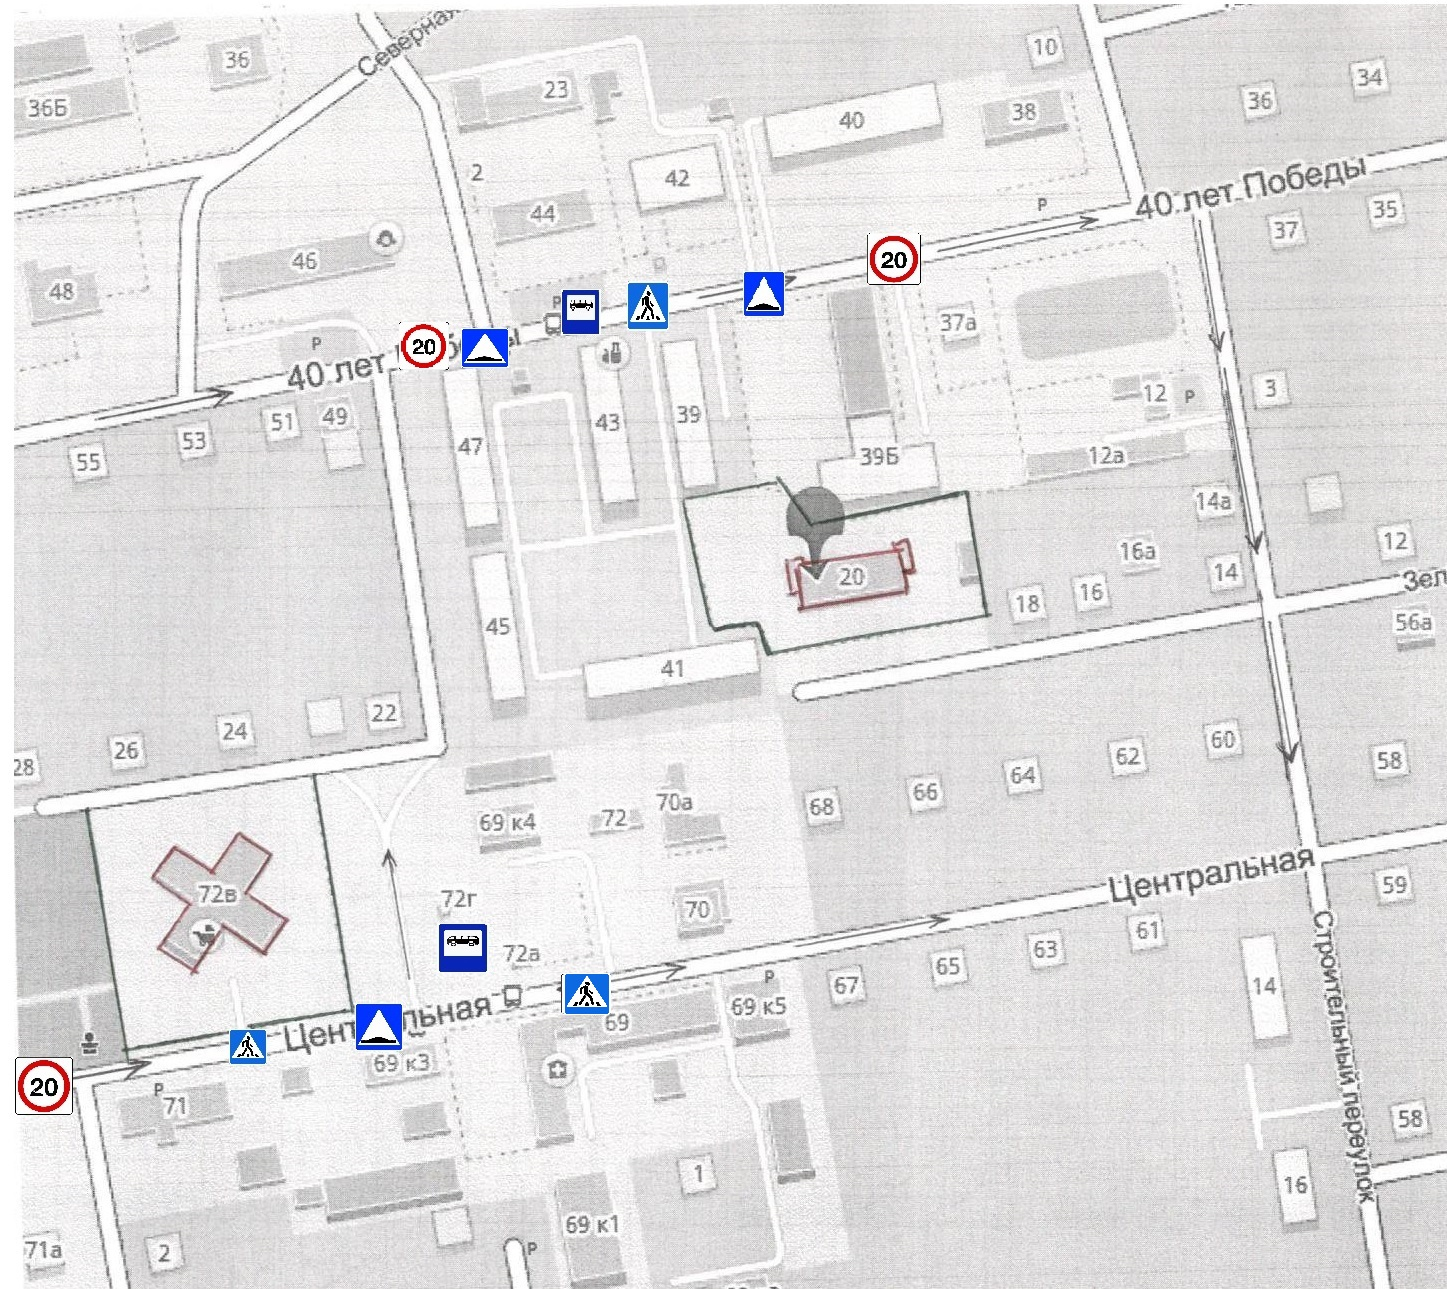 Северная
36
36Б
23
10
34
36
40
38
42
2
44
40 лет Победы
35
37
P
46
48
20
P
37а
20
P
40 лет
3
12
P
49
51
53
55
43
39
47
39Б
12а
14а
12
16а
14
20
16
18
Зел
56а
45
41
22
24
26
28
60
62
64
66
68
58
70а
72
69 к4
Центральная
59
72в
72г
70
61
63
65
67
72а
P
Строительный переулок
14
69 к5
69
Центральная
69 к3
20
P
71
58
1
16
69 к1
P
71а
2